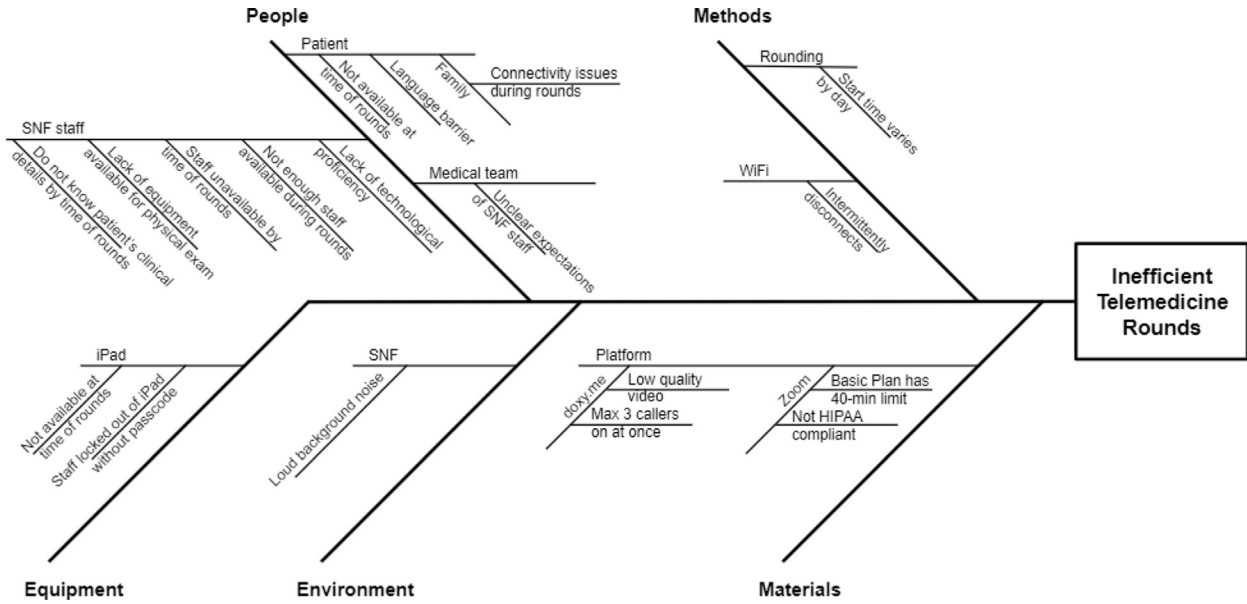 People
Methods
Patient
Not available at
time of rounds
Language barrier
Family
Connectivity issues
during rounds
SNF staff
Do not know patient's clinical
details by time of rounds
Lack of equipment
available for physical exam
Staff unavailable by
time of rounds
Not enough staff
available during rounds
Lack of technological
proficiency
Medical team
Unclear expectations
of SNF staff
Rounding
Start time varies
by day
WiFi
Intermittently
disconnects
Inefficient
Telemedicine
Rounds
iPad
Not available at
time of rounds
Staff locked out of iPad
without passcode
SNF
Loud background noise
Platform
doxy.me
Low quality
video
Max 3 callers
on at once
Zoom
Basic Plan has
40-min limit
Not HIPAA
compliant
Equipment
Environment
Materials